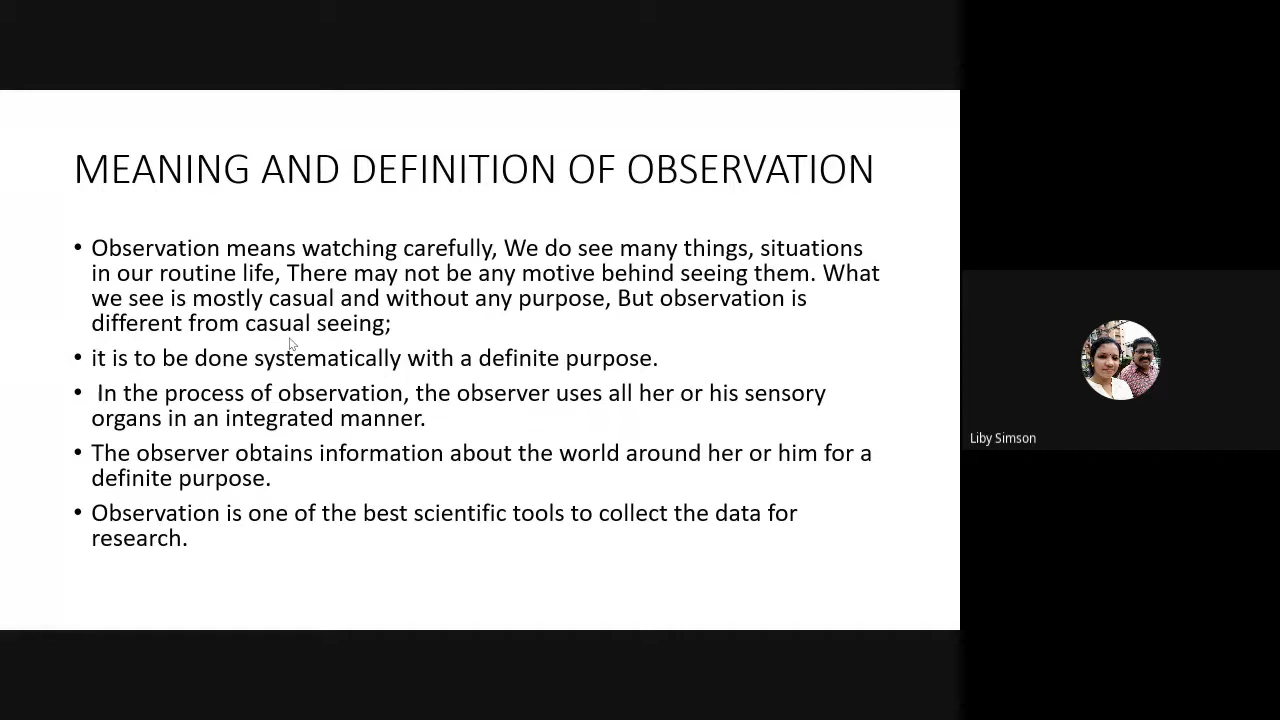 MEANING AND DEFINITION OF OBSERVATION
• Observation means watching carefully, We do see many things, situations
in our routine life, There may not be any motive behind seeing them. What
we see is mostly casual and without any purpose, But observation is
different from casual seeing;
• it is to be done systematically with a definite purpose.
• In the process of observation, the observer uses all her or his sensory
organs in an integrated manner.
• The observer obtains information about the world around her or him for a
definite purpose.
• Observation is one of the best scientific tools to collect the data for
research.
Liby Simson